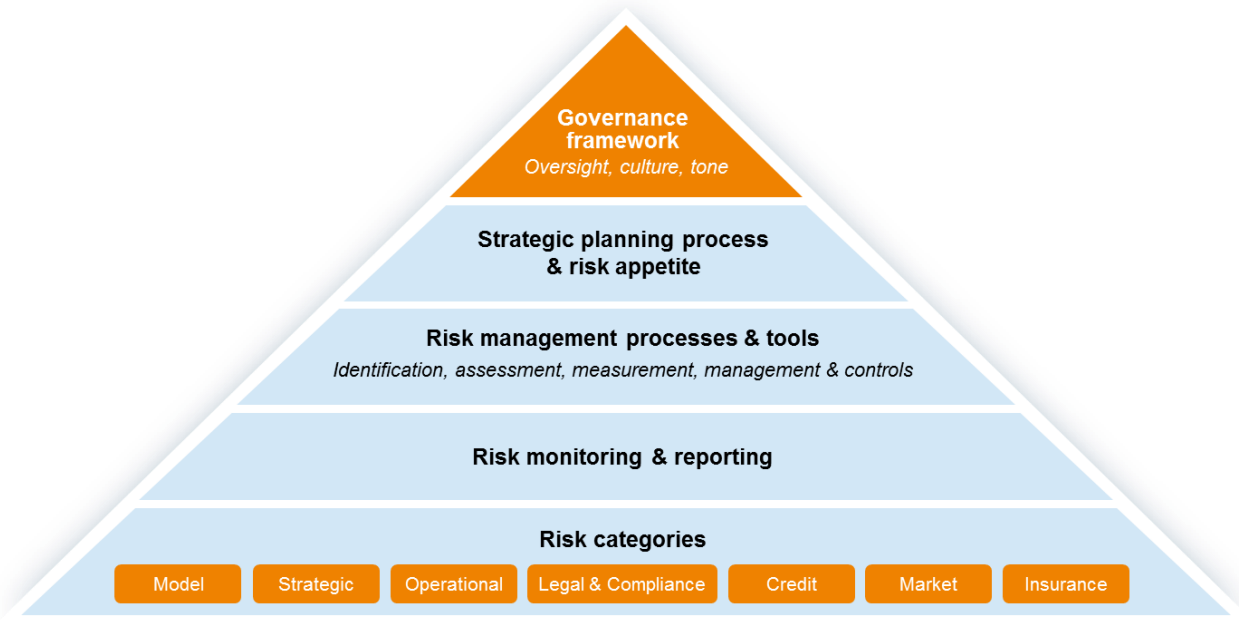 Governance
framework
Oversight, culture, tone
Strategic planning process
& risk appetite
Risk management processes & tools
Identification, assessment, measurement, management & controls
Risk monitoring & reporting
Risk categories
Model
Strategic
Operational
Legal & Compliance
Credit
Market
Insurance